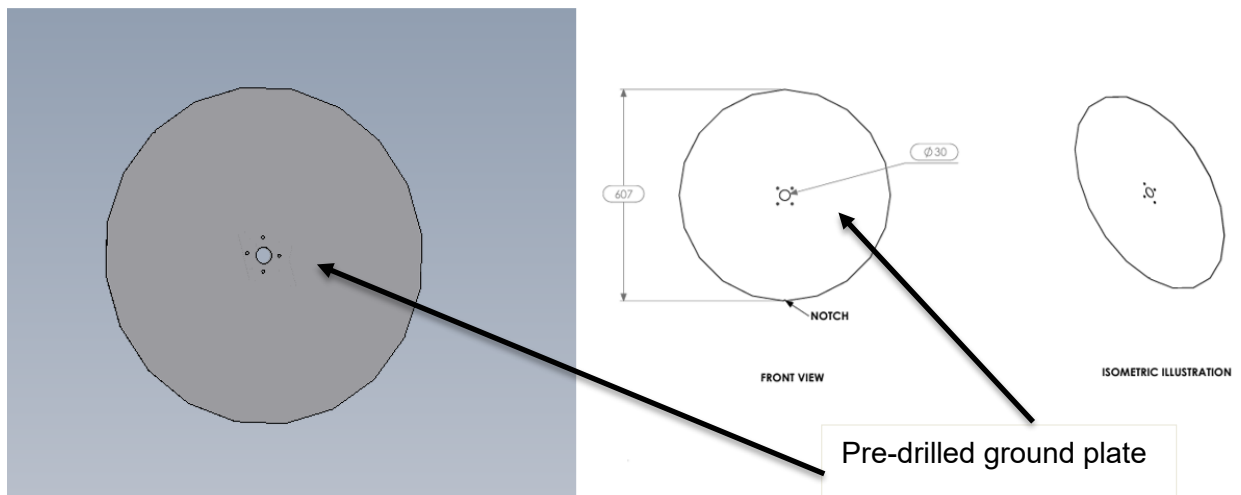 Ø30
607
NOTCH
FRONT VIEW
ISOMETRIC ILLUSTRATION
Pre-drilled ground plate